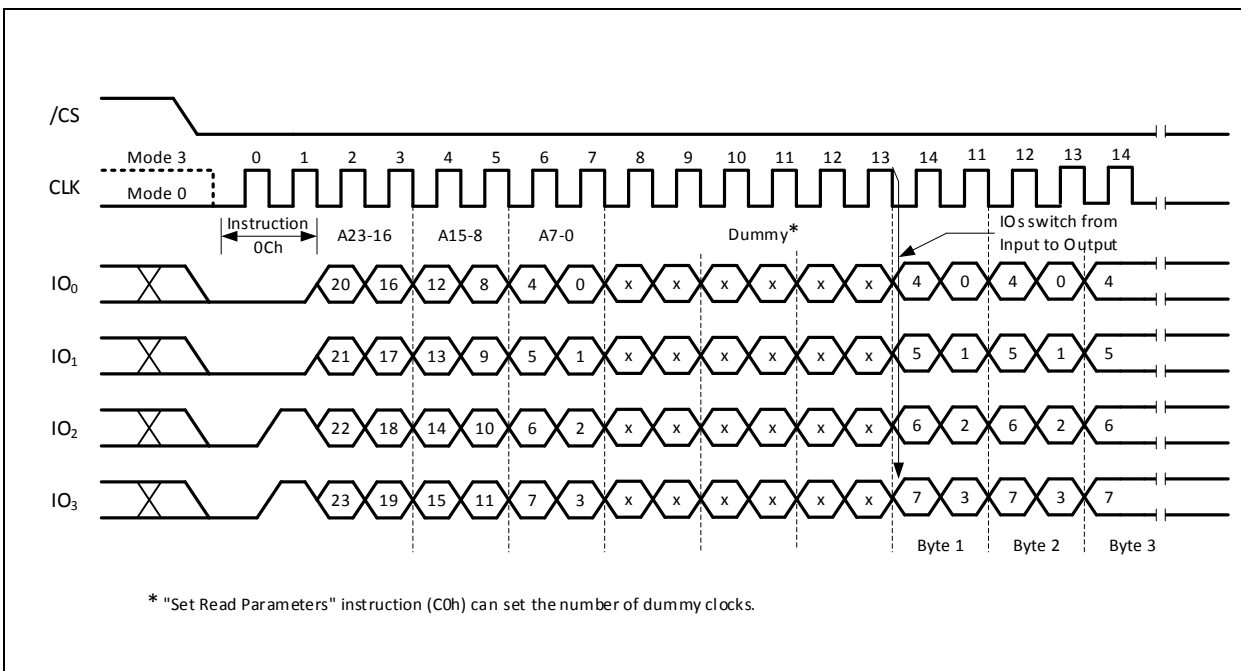 /CS
Mode 3 0 1 2 3 4 5 6 7 8 9 10 11 12 13 14 11 12 13 14
CLK
Mode 0
Instruction
0Ch
A23-16 A15-8 A7-0 Dummy* IOs switch from
Input to Output
IO0 20 16 12 8 4 0 x x x x x x 4 0 4 0 4
IO1 21 17 13 9 5 1 x x x x x x 5 1 5 1 5
IO2 22 18 14 10 6 2 x x x x x x 6 2 6 2 6
IO3 23 19 15 11 7 3 x x x x x x 7 3 7 3 7
Byte 1 Byte 2 Byte 3
* "Set Read Parameters" instruction (C0h) can set the number of dummy clocks.